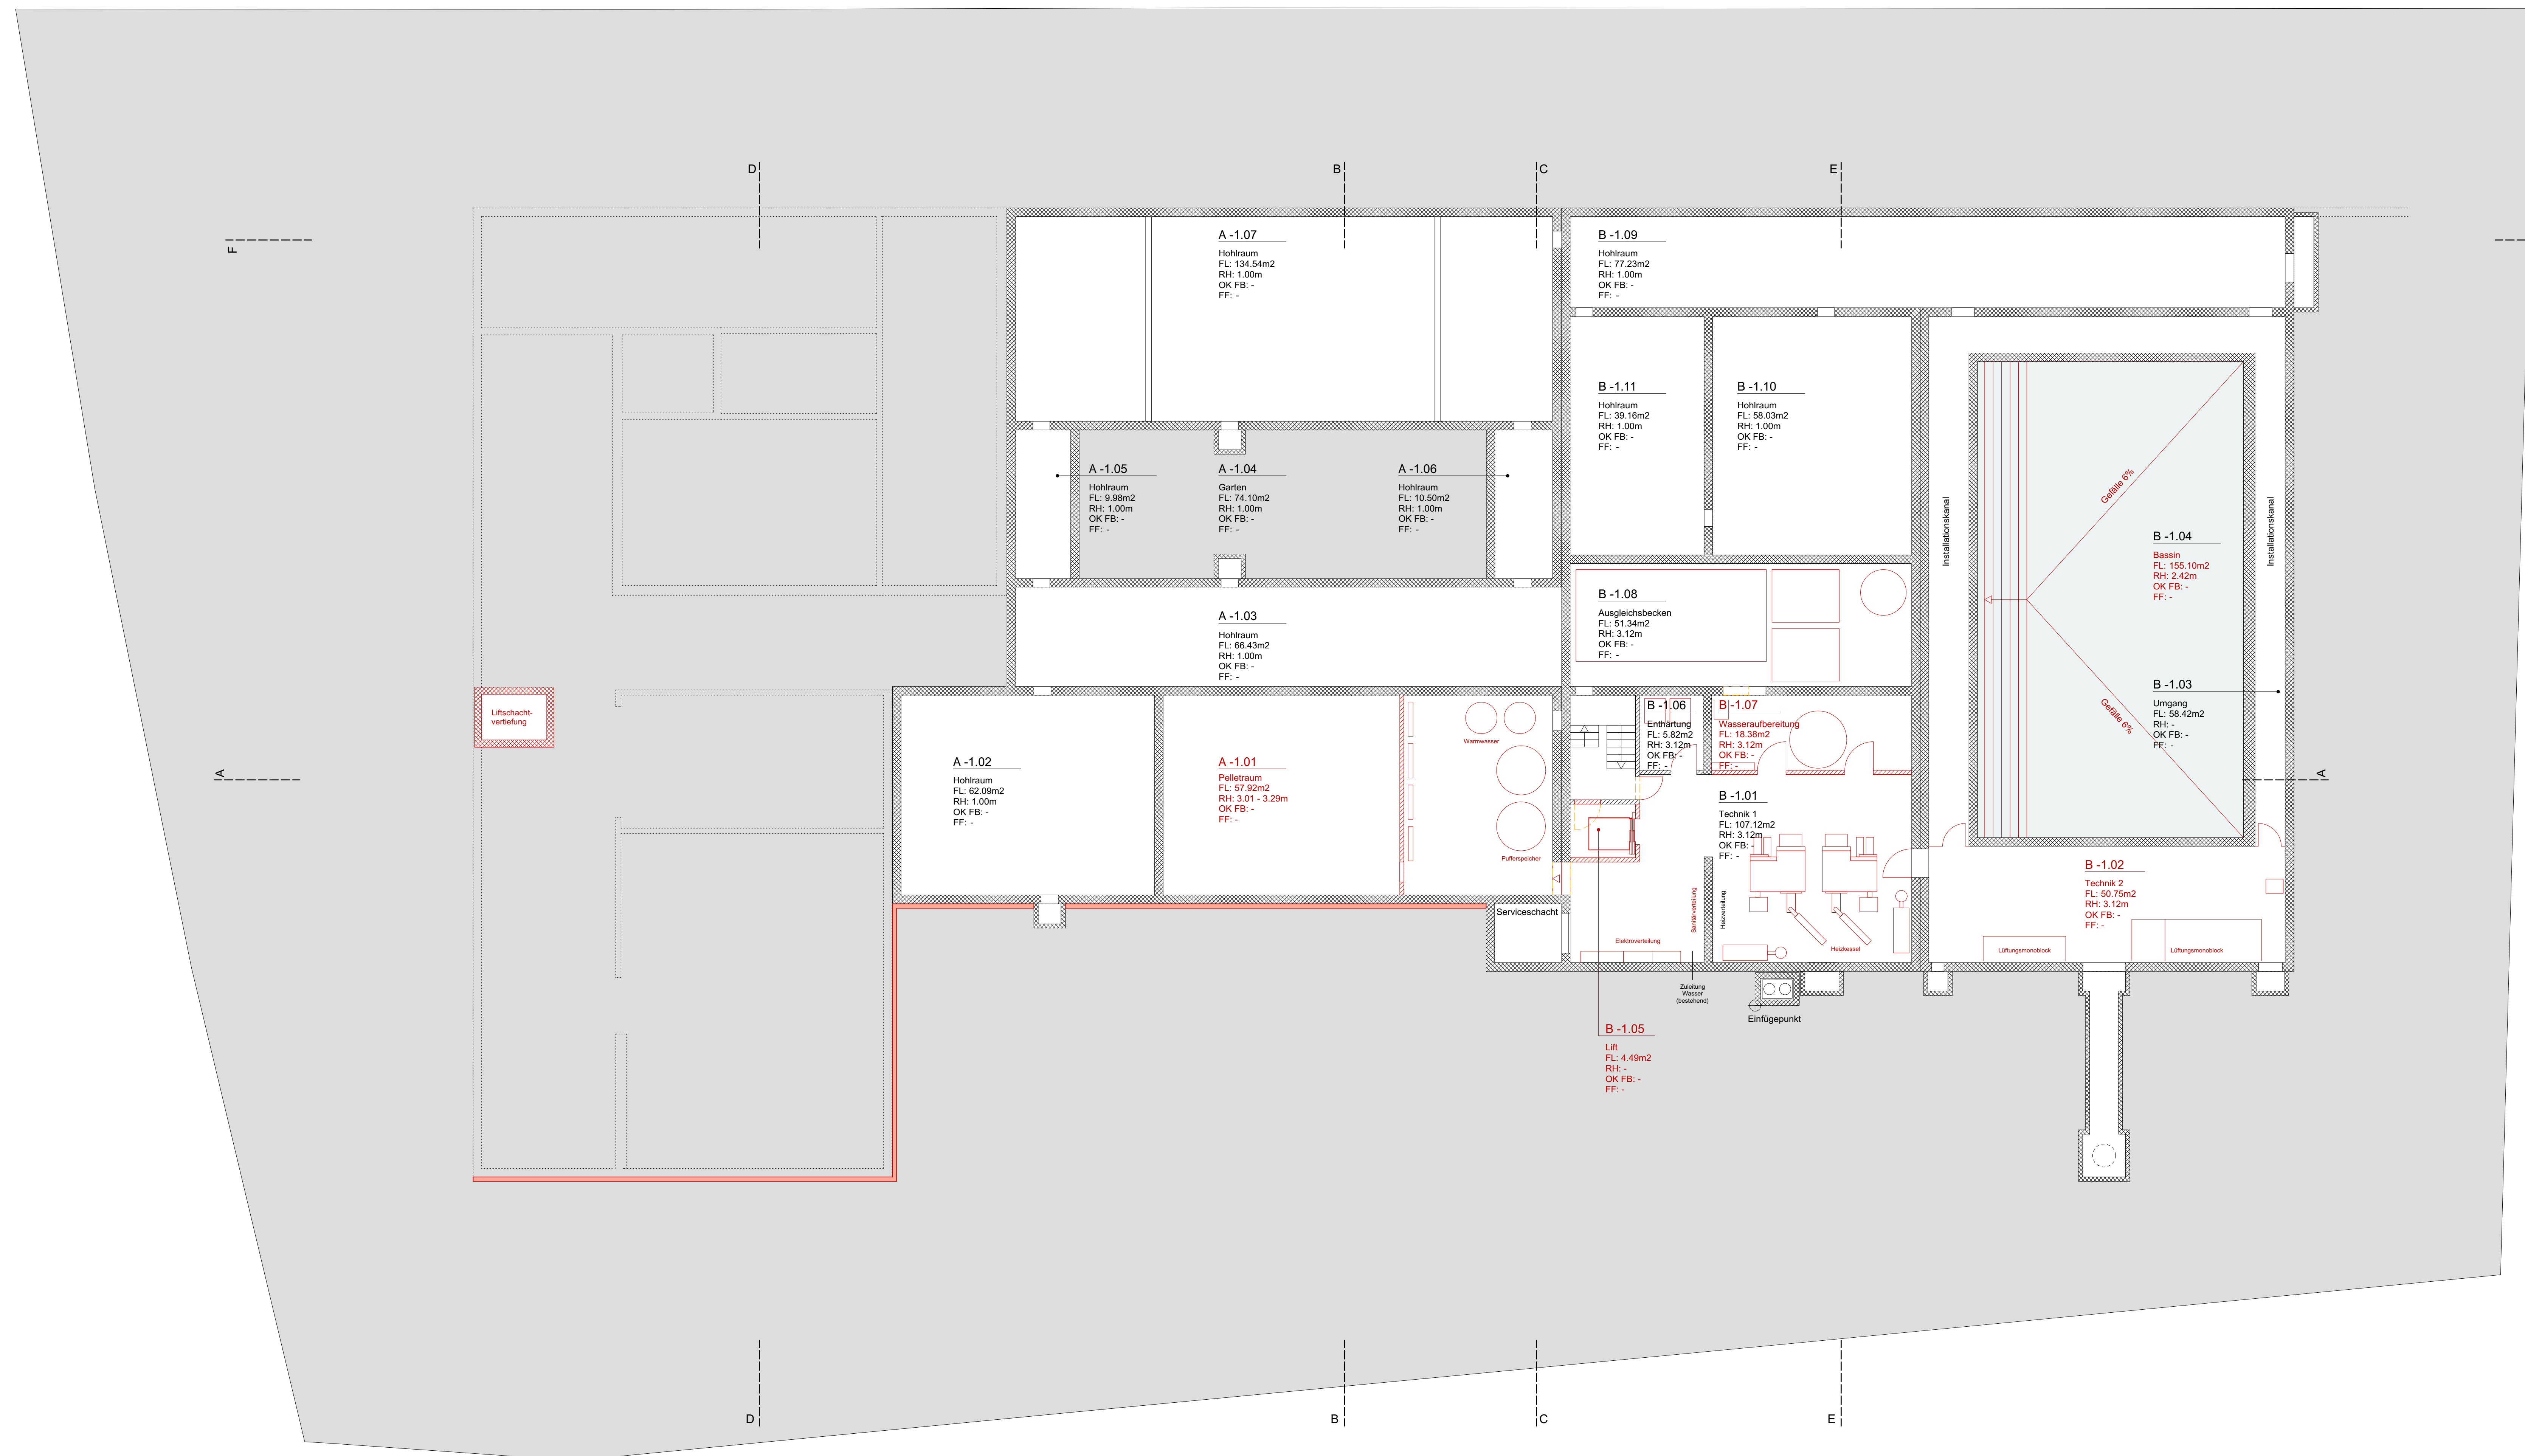 D
B
C
E
F
A -1.07
Hohlraum
FL: 134.54m2
RH: 1.00m
OK FB: -
FF: -
B -1.09
Hohlraum
FL: 77.23m2
RH: 1.00m
OK FB: -
FF: -
B -1.11
Hohlraum
FL: 39.16m2
RH: 1.00m
OK FB: -
FF: -
B -1.10
Hohlraum
FL: 58.03m2
RH: 1.00m
OK FB: -
FF: -
A -1.05
Hohlraum
FL: 9.98m2
RH: 1.00m
OK FB: -
FF: -
A -1.04
Garten
FL: 74.10m2
RH: 1.00m
OK FB: -
FF: -
A -1.06
Hohlraum
FL: 10.50m2
RH: 1.00m
OK FB: -
FF: -
Installationskanal
Gefälle 6%
Installationskanal
B -1.04
Bassin
FL: 155.10m2
RH: 2.42m
OK FB: -
FF: -
A -1.03
Hohlraum
FL: 66.43m2
RH: 1.00m
OK FB: -
FF: -
B -1.08
Ausgleichsbecken
FL: 51.34m2
RH: 3.12m
OK FB: -
FF: -
B -1.03
Umgang
FL: 58.42m2
RH: -
OK FB: -
FF: -
Gefälle 6%
Liftschacht-
vertiefung
A
A
A -1.02
Hohlraum
FL: 62.09m2
RH: 1.00m
OK FB: -
FF: -
A -1.01
Pelletraum
FL: 57.92m2
RH: 3.01 - 3.29m
OK FB: -
FF: -
Warmwasser
Pufferspeicher
B -1.06
Enthärtung
FL: 5.82m2
RH: 3.12m
OK FB: -
FF: -
B -1.07
Wasseraufbereitung
FL: 18.38m2
RH: 3.12m
OK FB: -
FF: -
B -1.01
Technik 1
FL: 107.12m2
RH: 3.12m
OK FB: -
FF: -
B -1.02
Technik 2
FL: 50.75m2
RH: 3.12m
OK FB: -
FF: -
Serviceschacht
Sanitärverteilung
Heizverteilung
Elektroverteilung
Heizkessel
Lüftungsmonoblock
Lüftungsmonoblock
Zuleitung
Wasser
(bestehend)
Einfügepunkt
B -1.05
Lift
FL: 4.49m2
RH: -
OK FB: -
FF: -
D
B
C
E